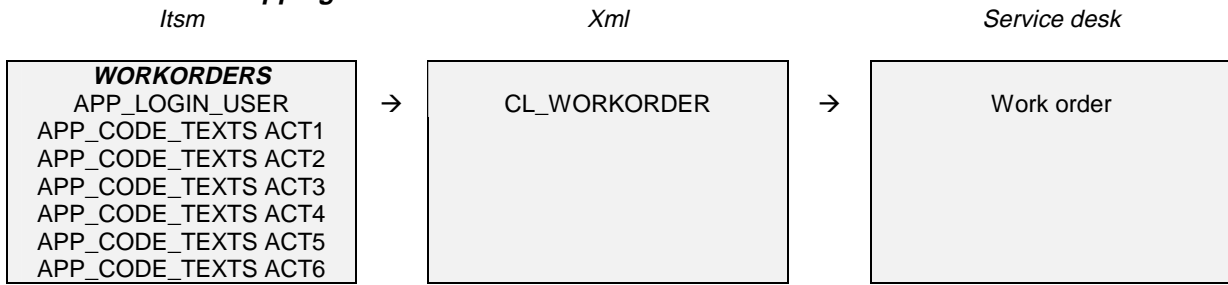 Itsm Xml Service desk
WORKORDERS
APP_LOGIN_USER → CL_WORKORDER → Work order
APP_CODE_TEXTS ACT1
APP_CODE_TEXTS ACT2
APP_CODE_TEXTS ACT3
APP_CODE_TEXTS ACT4
APP_CODE_TEXTS ACT5
APP_CODE_TEXTS ACT6